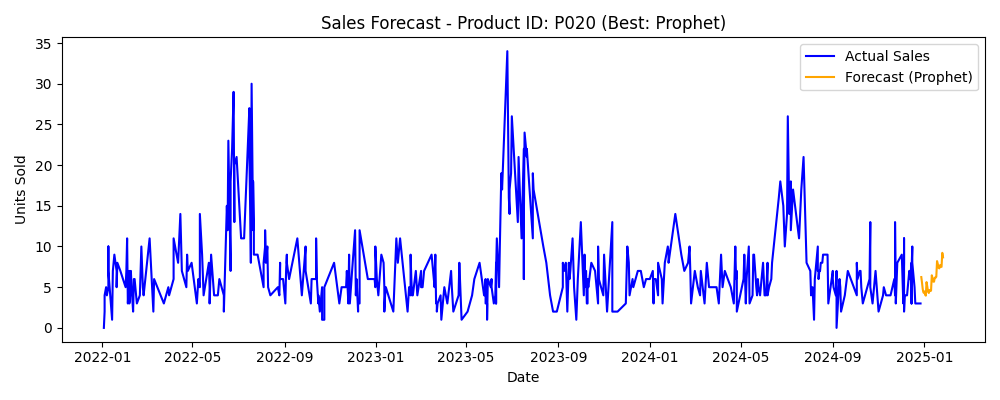 Sales Forecast - Product ID: P020 (Best: Prophet)
Actual Sales
Forecast (Prophet)
Units Sold
35
30
25
20
15
10
5
0
2022-01 2022-05 2022-09 2023-01 2023-05 2023-09 2024-01 2024-05 2024-09 2025-01
Date